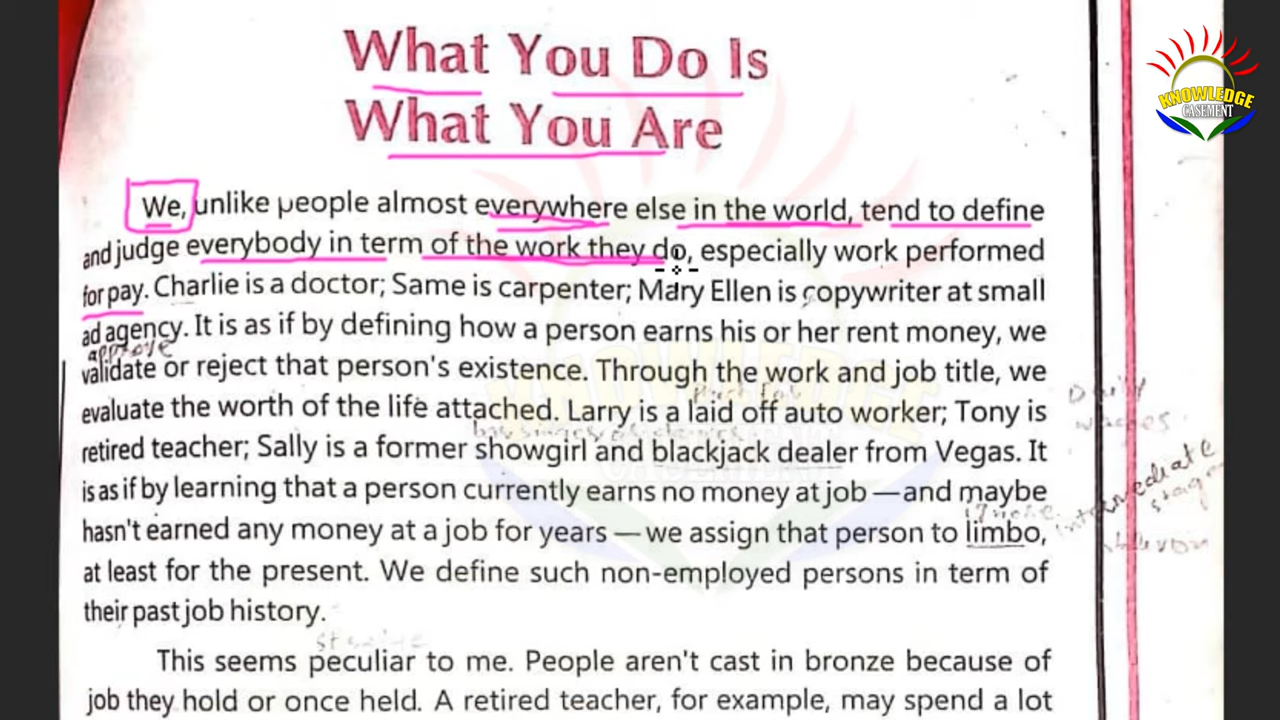 What You Do Is
What You Are
KNOWLEDGE
CASEMENT
We, unlike people almost everywhere else in the world, tend to define
and judge everybody in term of the work they do, especially work performed
for pay. Charlie is a doctor; Same is carpenter; Mary Ellen is copywriter at small
ad agency. It is as if by defining how a person earns his or her rent money, we
approve
validate or reject that person's existence. Through the work and job title, we
evaluate the worth of the life attached. Larry is a laid off auto worker; Tony is
Daily
retired teacher; Sally is a former showgirl and blackjack dealer from Vegas. It
is as if by learning that a person currently earns no money at job —and maybe
intermediate
stage
hasn't earned any money at a job for years — we assign that person to limbo,
at least for the present. We define such non-employed persons in term of
their past job history.
This seems peculiar to me. People aren't cast in bronze because of
job they hold or once held. A retired teacher, for example, may spend a lot